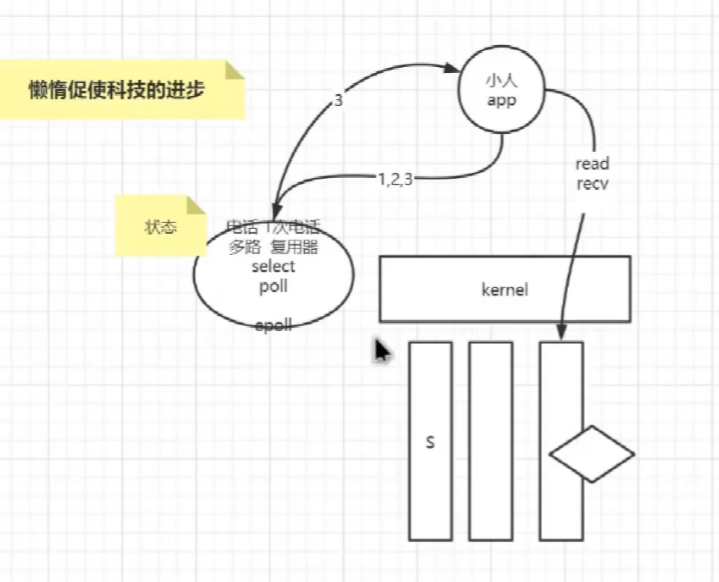 懒惰促使科技的进步
小人
app
3
1,2,3
read
recv
状态
电话 1次电话
多路 复用器
select
poll
epoll
kernel
S